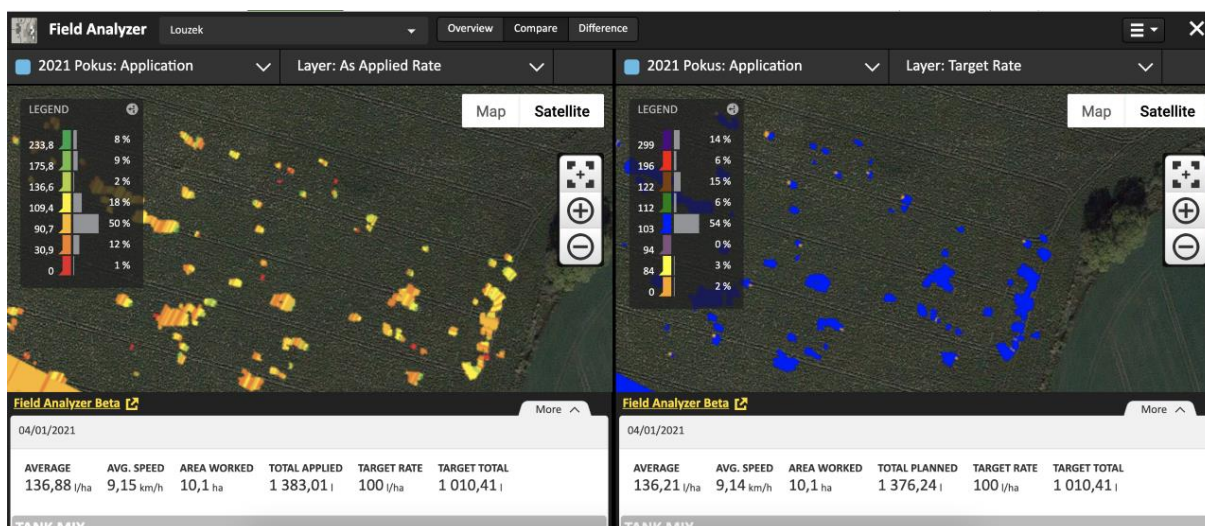 Field Analyzer Louzek Overview Compare Difference
2021 Pokus: Application Layer: As Applied Rate
LEGEND
Map Satellite
233,8 8 %
175,8 9 %
136,6 2 %
109,4 18 %
90,7 50 %
30,9 12 %
0 1 %
Field Analyzer Beta
More
04/01/2021
AVERAGE AVG. SPEED AREA WORKED TOTAL APPLIED TARGET RATE TARGET TOTAL
136,88 l/ha 9,15 km/h 10,1 ha 1 383,01 l 100 l/ha 1 010,41 l
TANK MIX
2021 Pokus: Application Layer: Target Rate
LEGEND
Map Satellite
299 14 %
196 6 %
122 15 %
112 6 %
103 54 %
94 0 %
84 3 %
0 2 %
Field Analyzer Beta
More
04/01/2021
AVERAGE AVG. SPEED AREA WORKED TOTAL PLANNED TARGET RATE TARGET TOTAL
136,21 l/ha 9,14 km/h 10,1 ha 1 376,24 l 100 l/ha 1 010,41 l
TANK MIX